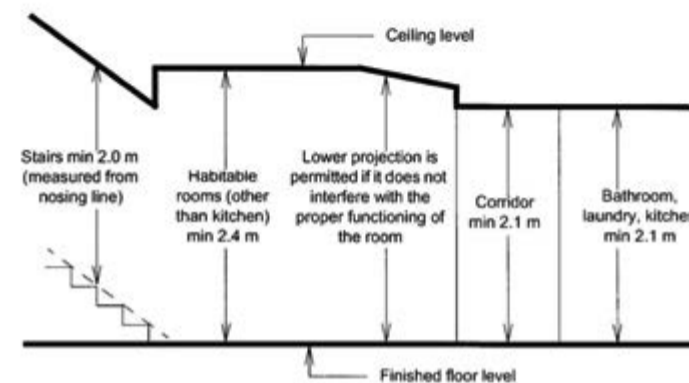 Ceiling level
Stairs min 2.0 m
(measured from
nosing line)
Habitable
rooms (other
than kitchen)
min 2.4 m
Lower projection is
permitted if it does not
interfere with the
proper functioning of
the room
Corridor
min 2.1 m
Bathroom,
laundry, kitche
min 2.1 m
Finished floor level